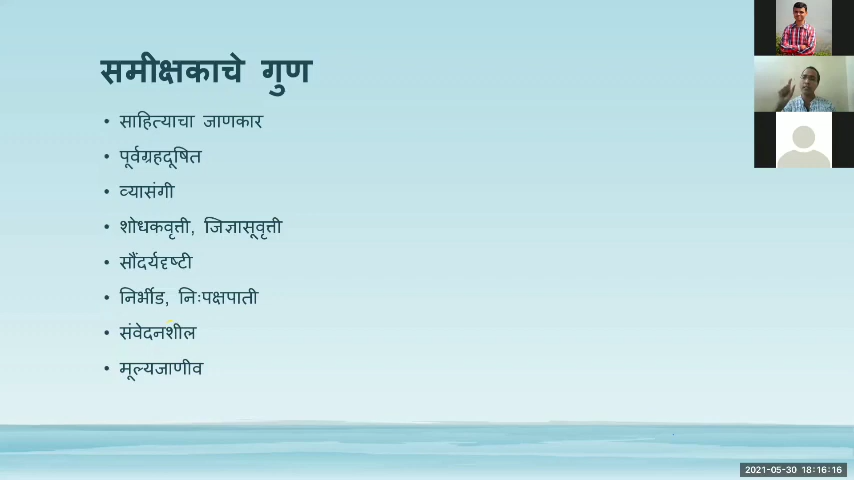 समीक्षकाचे गुण
• साहित्याचा जाणकार
• पूर्वग्रहदूषित
• व्यासंगी
• शोधकवृत्ती, जिज्ञासूवृत्ती
• सौंदर्यदृष्टी
• निर्भीड, निःपक्षपाती
• संवेदनशील
• मूल्यजाणीव
2021-05-30 18:16:16